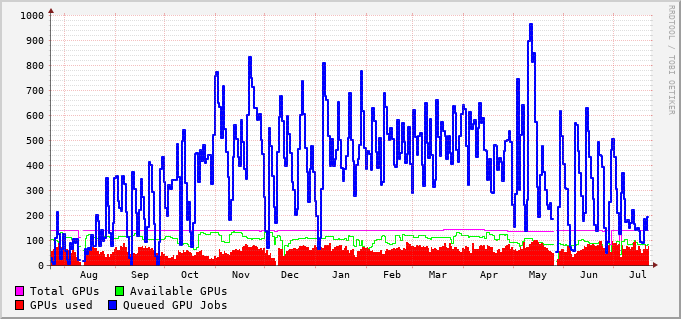 1000
900
800
700
600
500
400
300
200
100
0
Aug Sep Oct Nov Dec Jan Feb Mar Apr May Jun Jul
Total GPUs Available GPUs
GPUs used Queued GPU Jobs
RRDTOOL / TOBI OETIKER